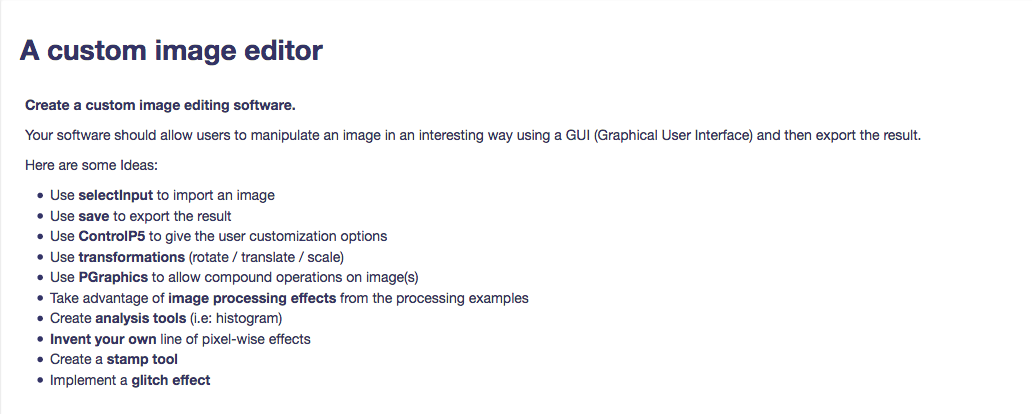 A custom image editor
Create a custom image editing software.
Your software should allow users to manipulate an image in an interesting way using a GUI (Graphical User Interface) and then export the result.
Here are some Ideas:
• Use selectInput to import an image
• Use save to export the result
• Use ControlP5 to give the user customization options
• Use transformations (rotate / translate / scale)
• Use PGraphics to allow compound operations on image(s)
• Take advantage of image processing effects from the processing examples
• Create analysis tools (i.e: histogram)
• Invent your own line of pixel-wise effects
• Create a stamp tool
• Implement a glitch effect